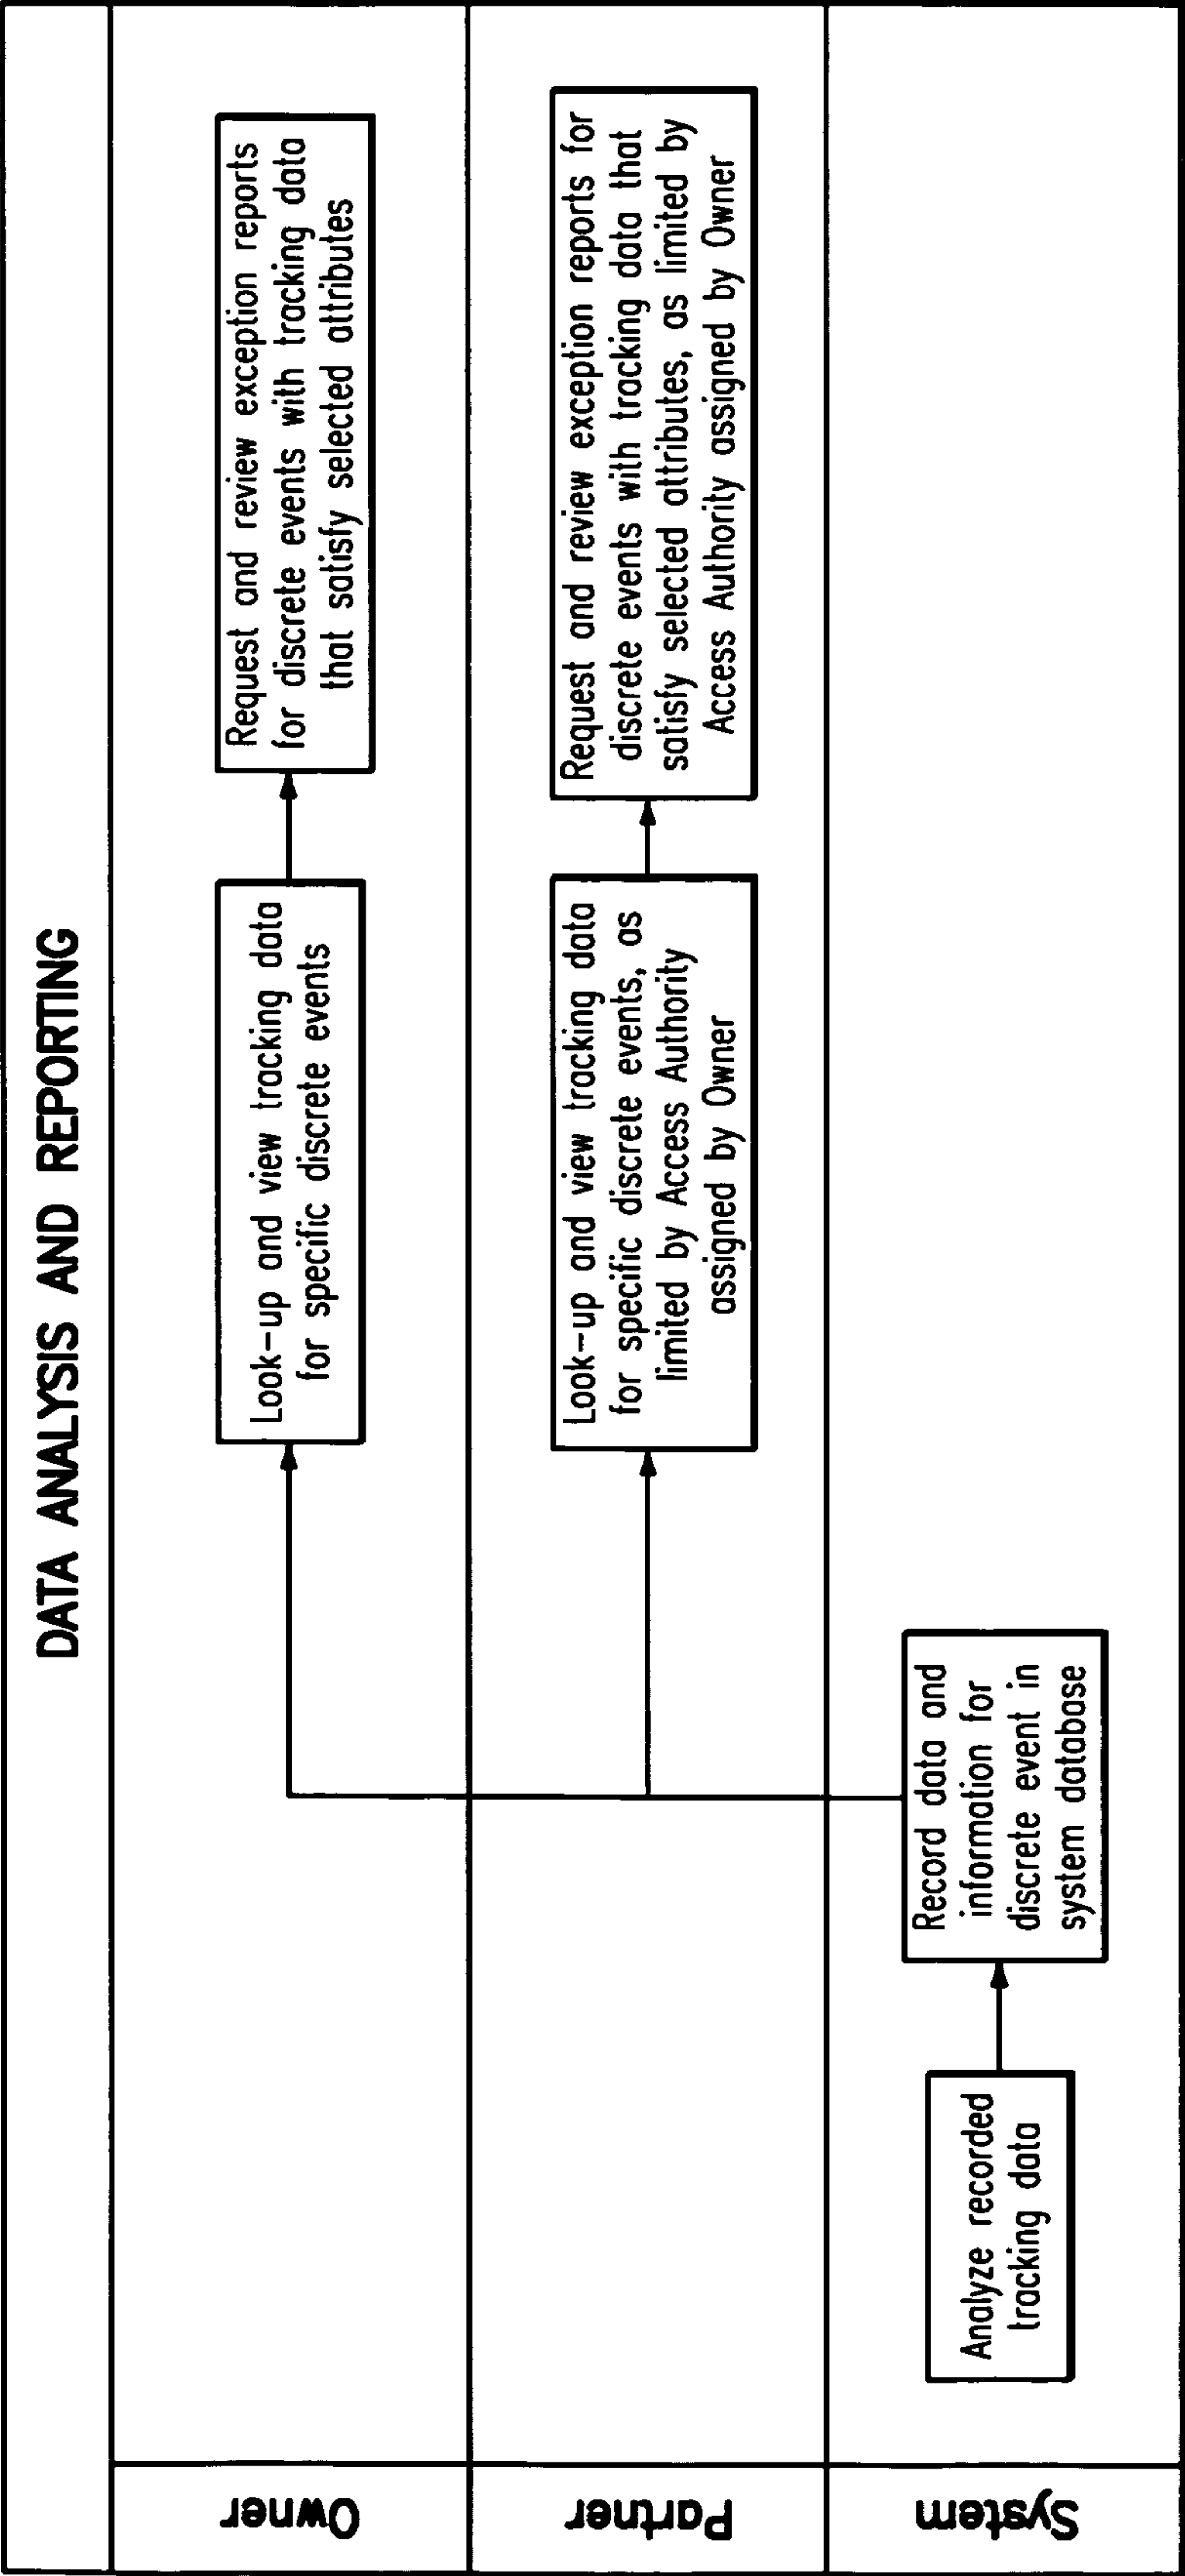 DATA ANALYSIS AND REPORTING
Owner
Look-up and view tracking data
for specific discrete events
Request and review exception reports
for discrete events with tracking data
that satisfy selected attributes
Partner
Look-up and view tracking data
for specific discrete events, as
limited by Access Authority
assigned by Owner
Request and review exception reports for
discrete events with tracking data that
satisfy selected attributes, as limited by
Access Authority assigned by Owner
System
Analyze recorded
tracking data
Record data and
information for
discrete event in
system database